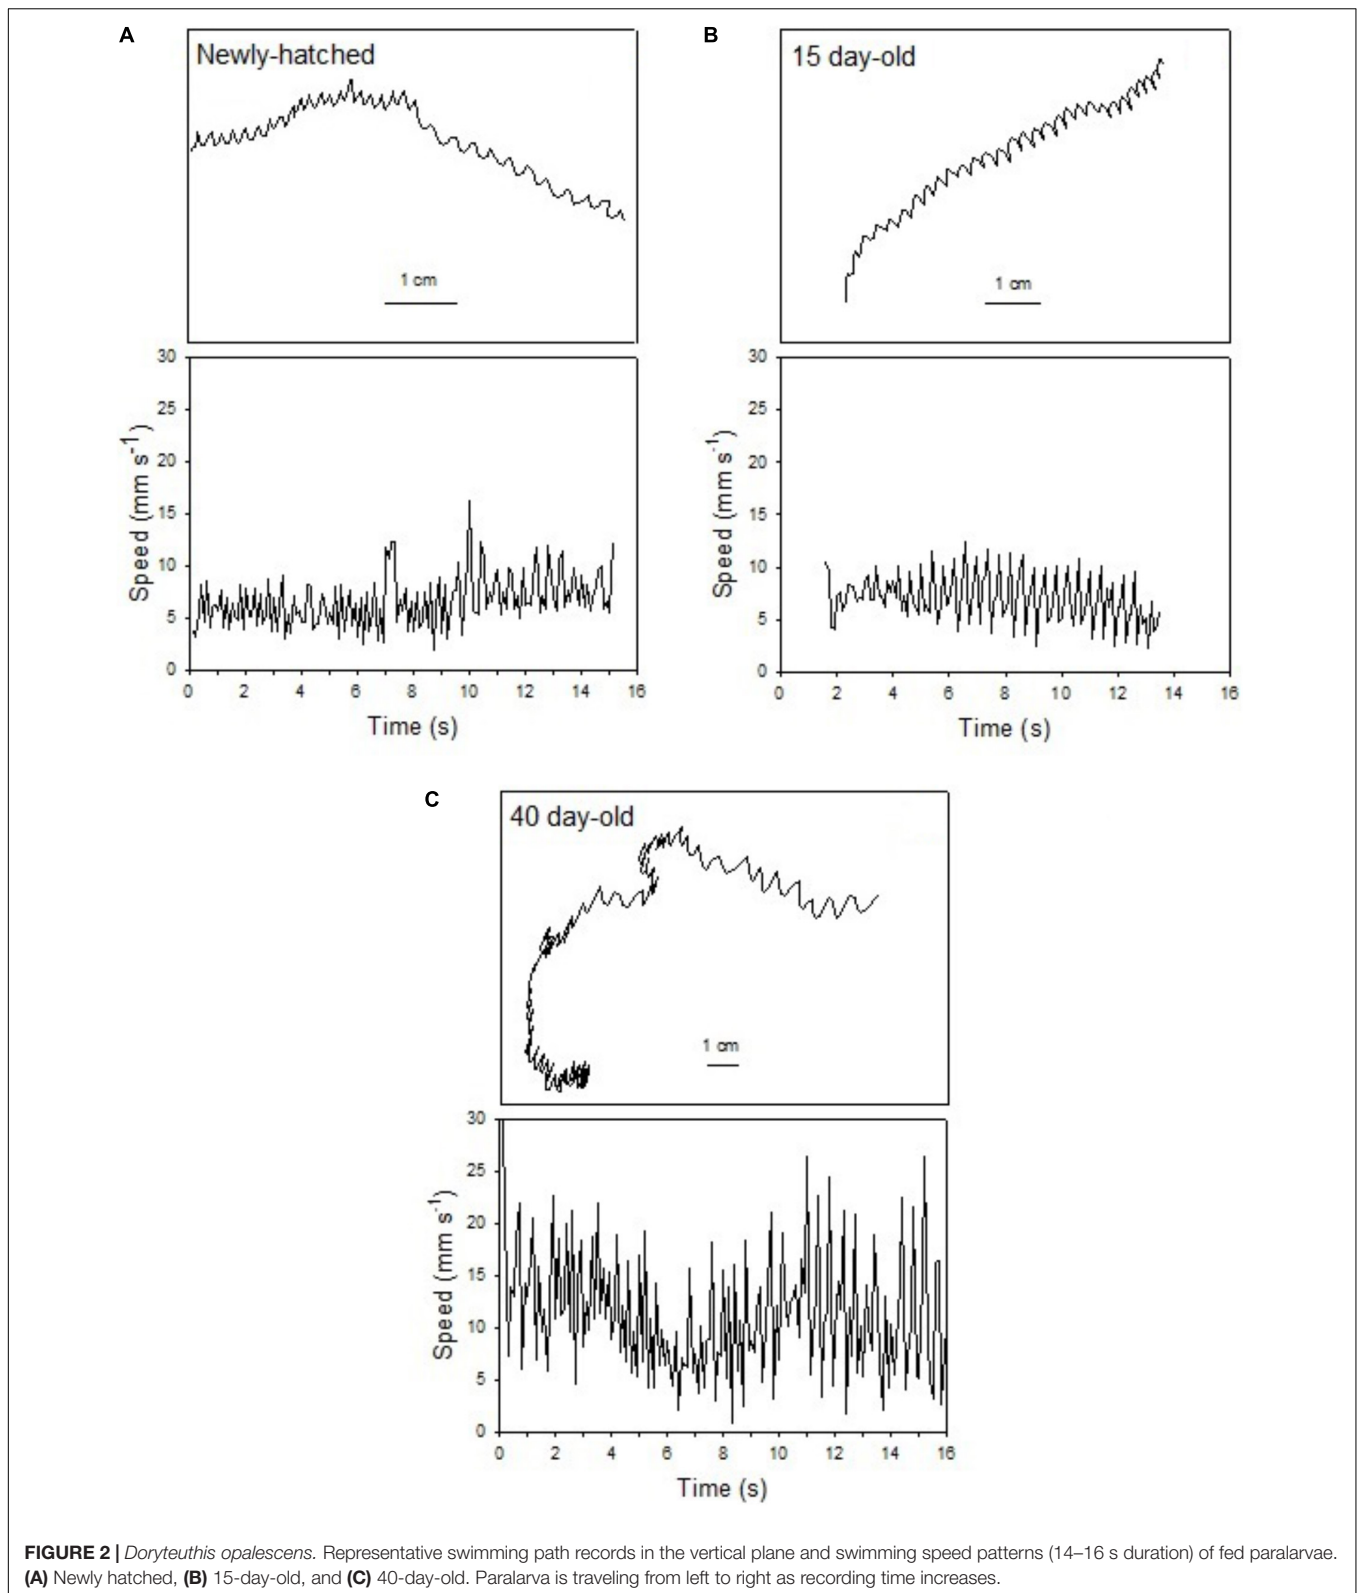 A
Newly-hatched
1 cm
30
25
20
15
10
5
0
Speed (mm s⁻¹)
0 2 4 6 8 10 12 14 16
Time (s)
B
15 day-old
1 cm
30
25
20
15
10
5
0
Speed (mm s⁻¹)
0 2 4 6 8 10 12 14 16
Time (s)
C
40 day-old
1 cm
30
25
20
15
10
5
0
Speed (mm s⁻¹)
0 2 4 6 8 10 12 14 16
Time (s)
FIGURE 2 | Doryteuthis opalescens. Representative swimming path records in the vertical plane and swimming speed patterns (14–16 s duration) of fed paralarvae.
(A) Newly hatched, (B) 15-day-old, and (C) 40-day-old. Paralarva is traveling from left to right as recording time increases.